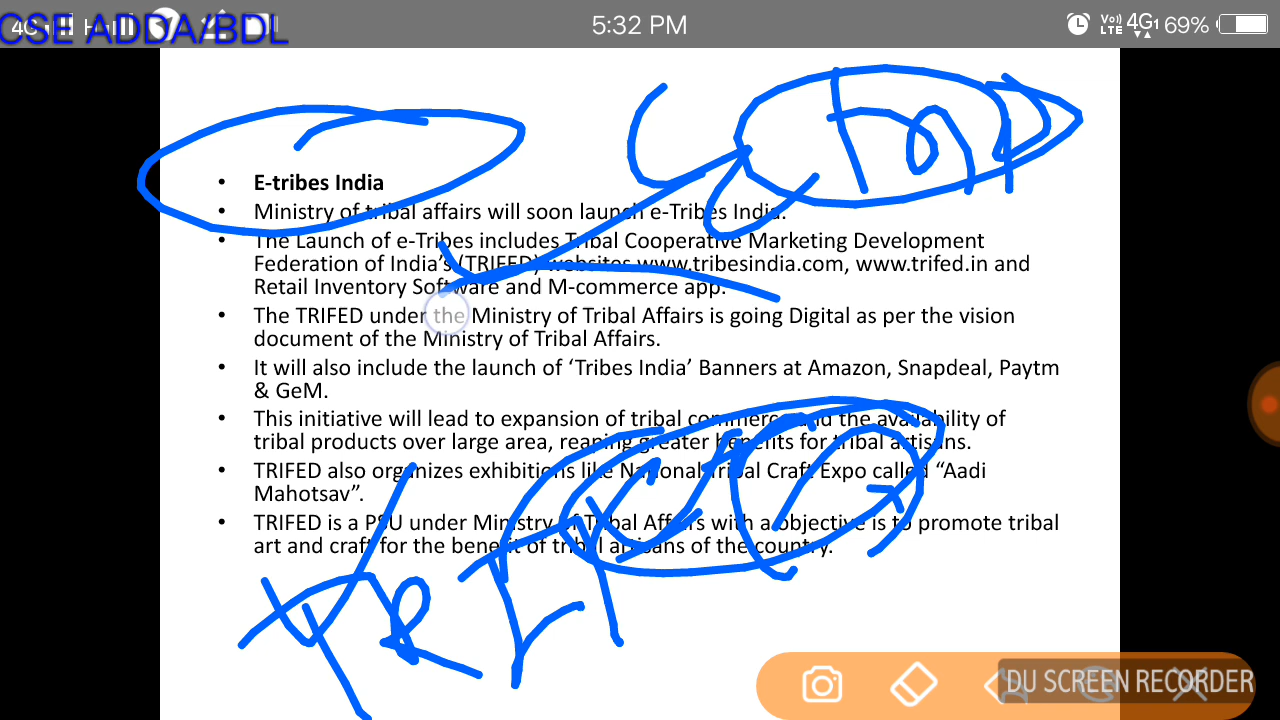 CSE ADDA/BDL
5:32 PM
4G 69%
E-tribes India
Ministry of tribal affairs will soon launch e-Tribes India.
The Launch of e-Tribes includes Tribal Cooperative Marketing Development
Federation of India's (TRIFED) websites www.tribesindia.com, www.trifed.in and
Retail Inventory Software and M-commerce app.
The TRIFED under the Ministry of Tribal Affairs is going Digital as per the vision
document of the Ministry of Tribal Affairs.
It will also include the launch of ‘Tribes India’ Banners at Amazon, Snapdeal, Paytm
& GeM.
This initiative will lead to expansion of tribal commerce and the availability of
tribal products over large area, reaping greater benefits for tribal artisans.
TRIFED also organizes exhibitions like National Tribal Craft Expo called “Aadi
Mahotsav”.
TRIFED is a PSU under Ministry of Tribal Affairs with a objective is to promote tribal
art and craft for the benefit of tribal artisans of the country.
DU SCREEN RECORDER